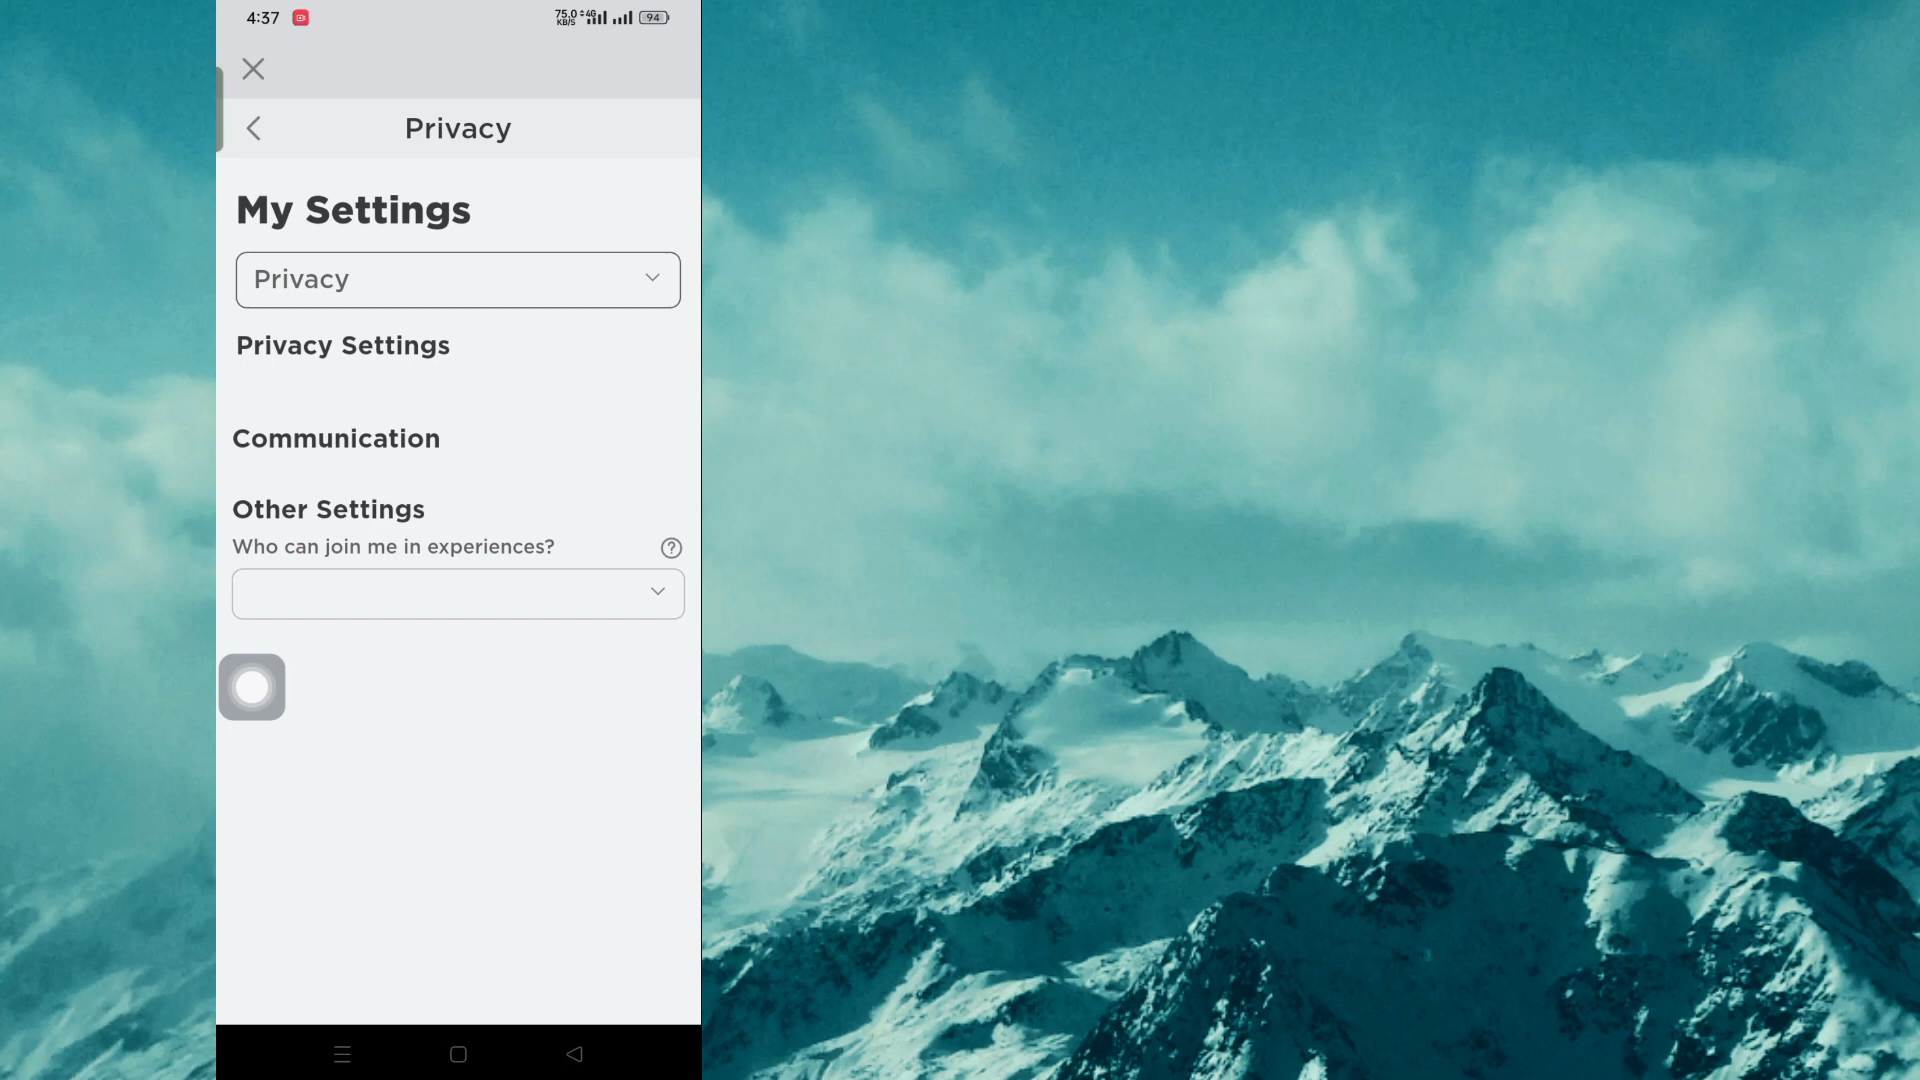 4:37
75.0 4G
KB/S
94
Privacy
My Settings
Privacy
Privacy Settings
Communication
Other Settings
Who can join me in experiences?